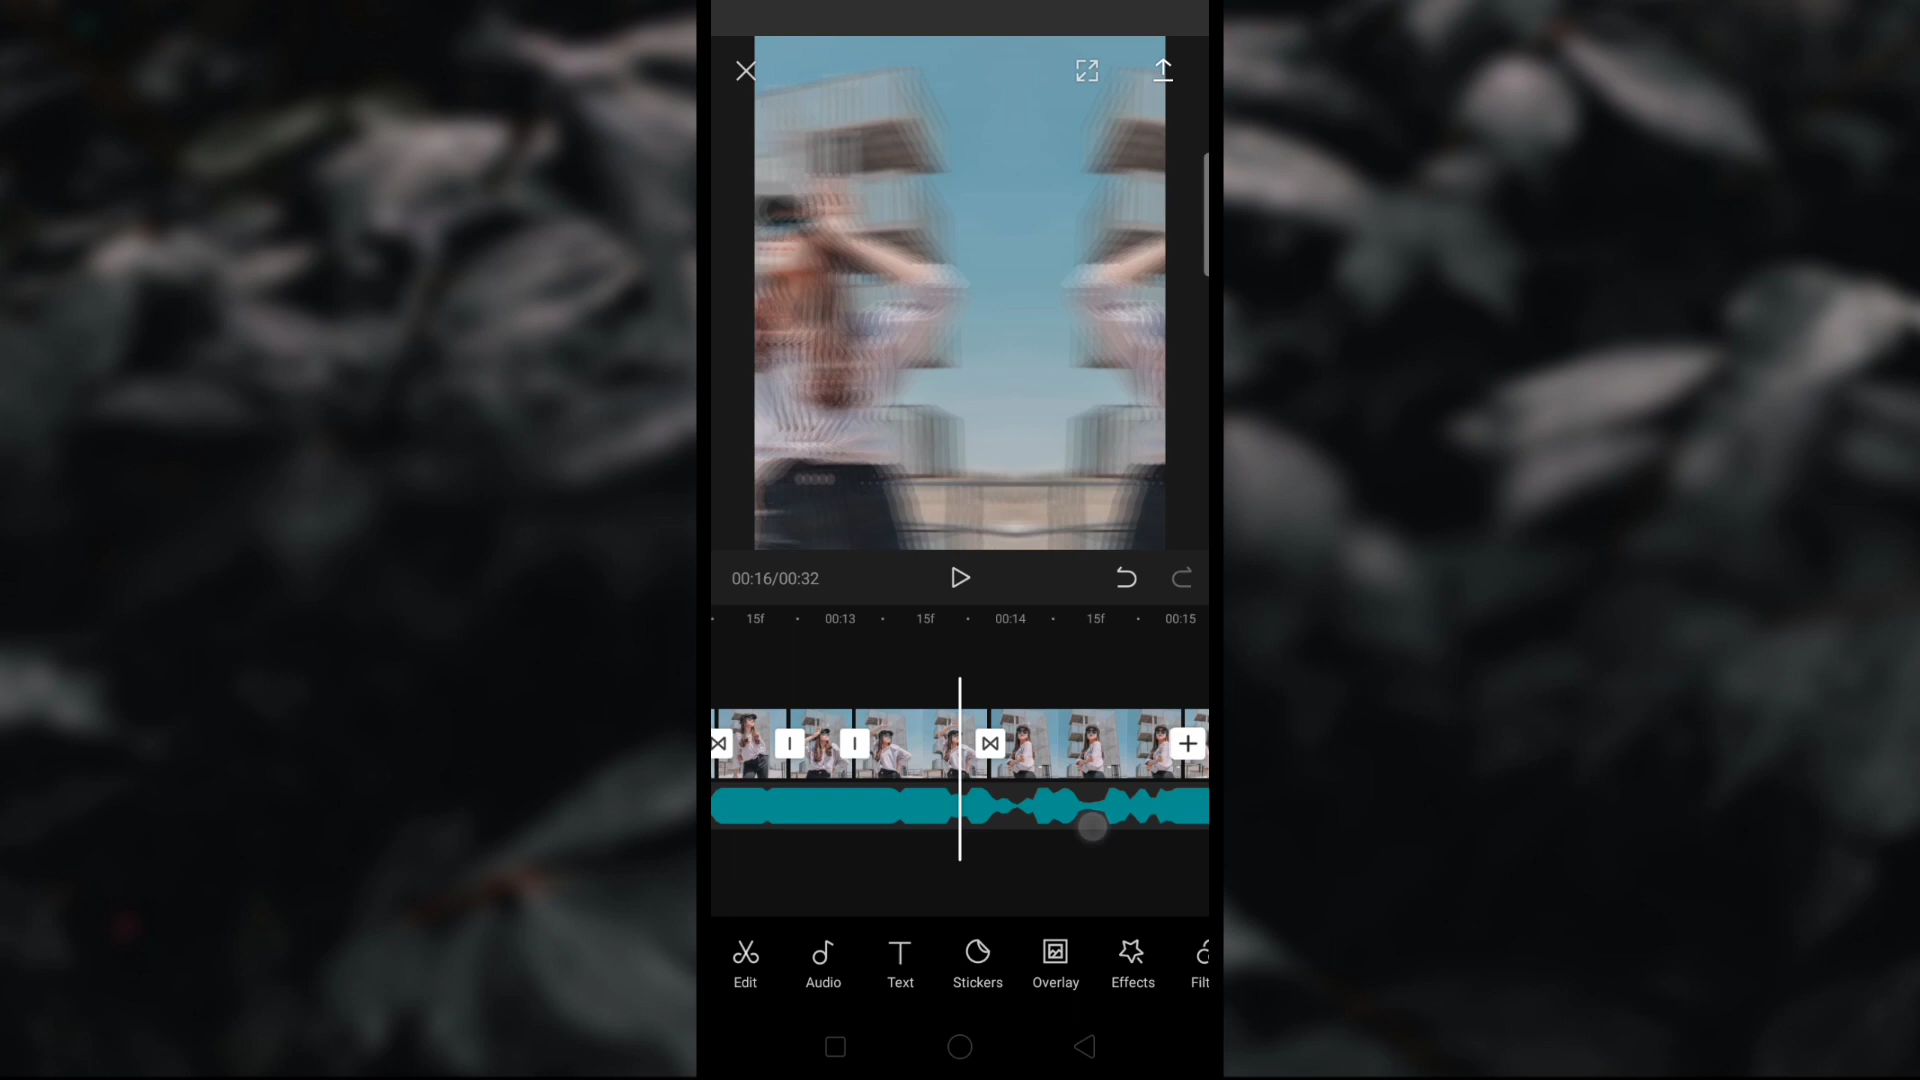 00:16/00:32
15f 00:13 15f 00:14 15f 00:15
Edit Audio Text Stickers Overlay Effects Filt